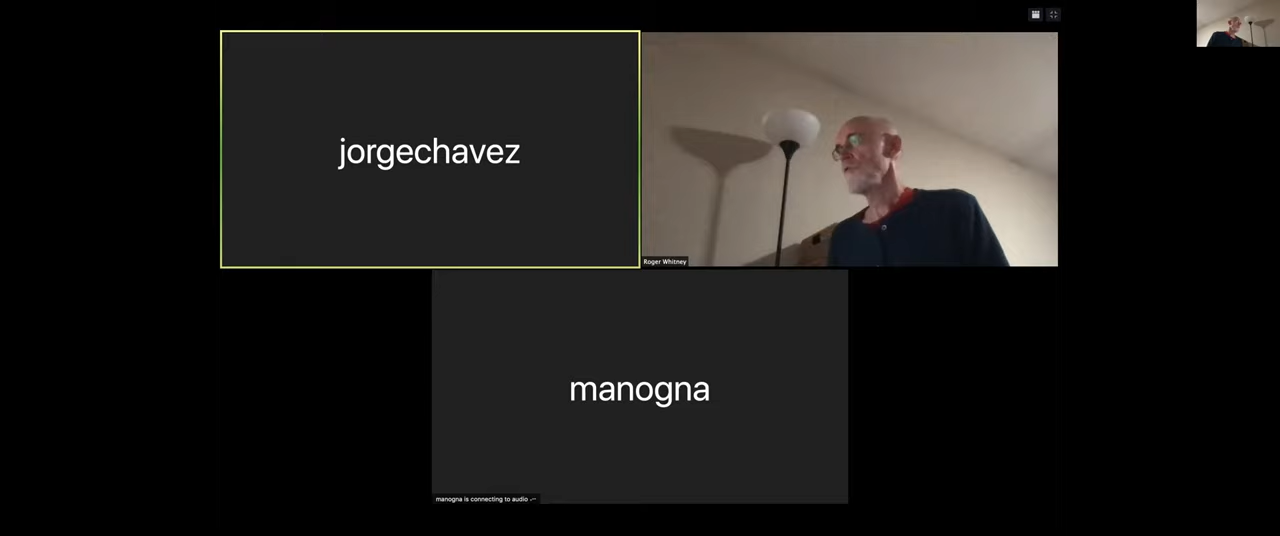 jorgechavez
Roger Whitney
manogna
manogna is connecting to audio